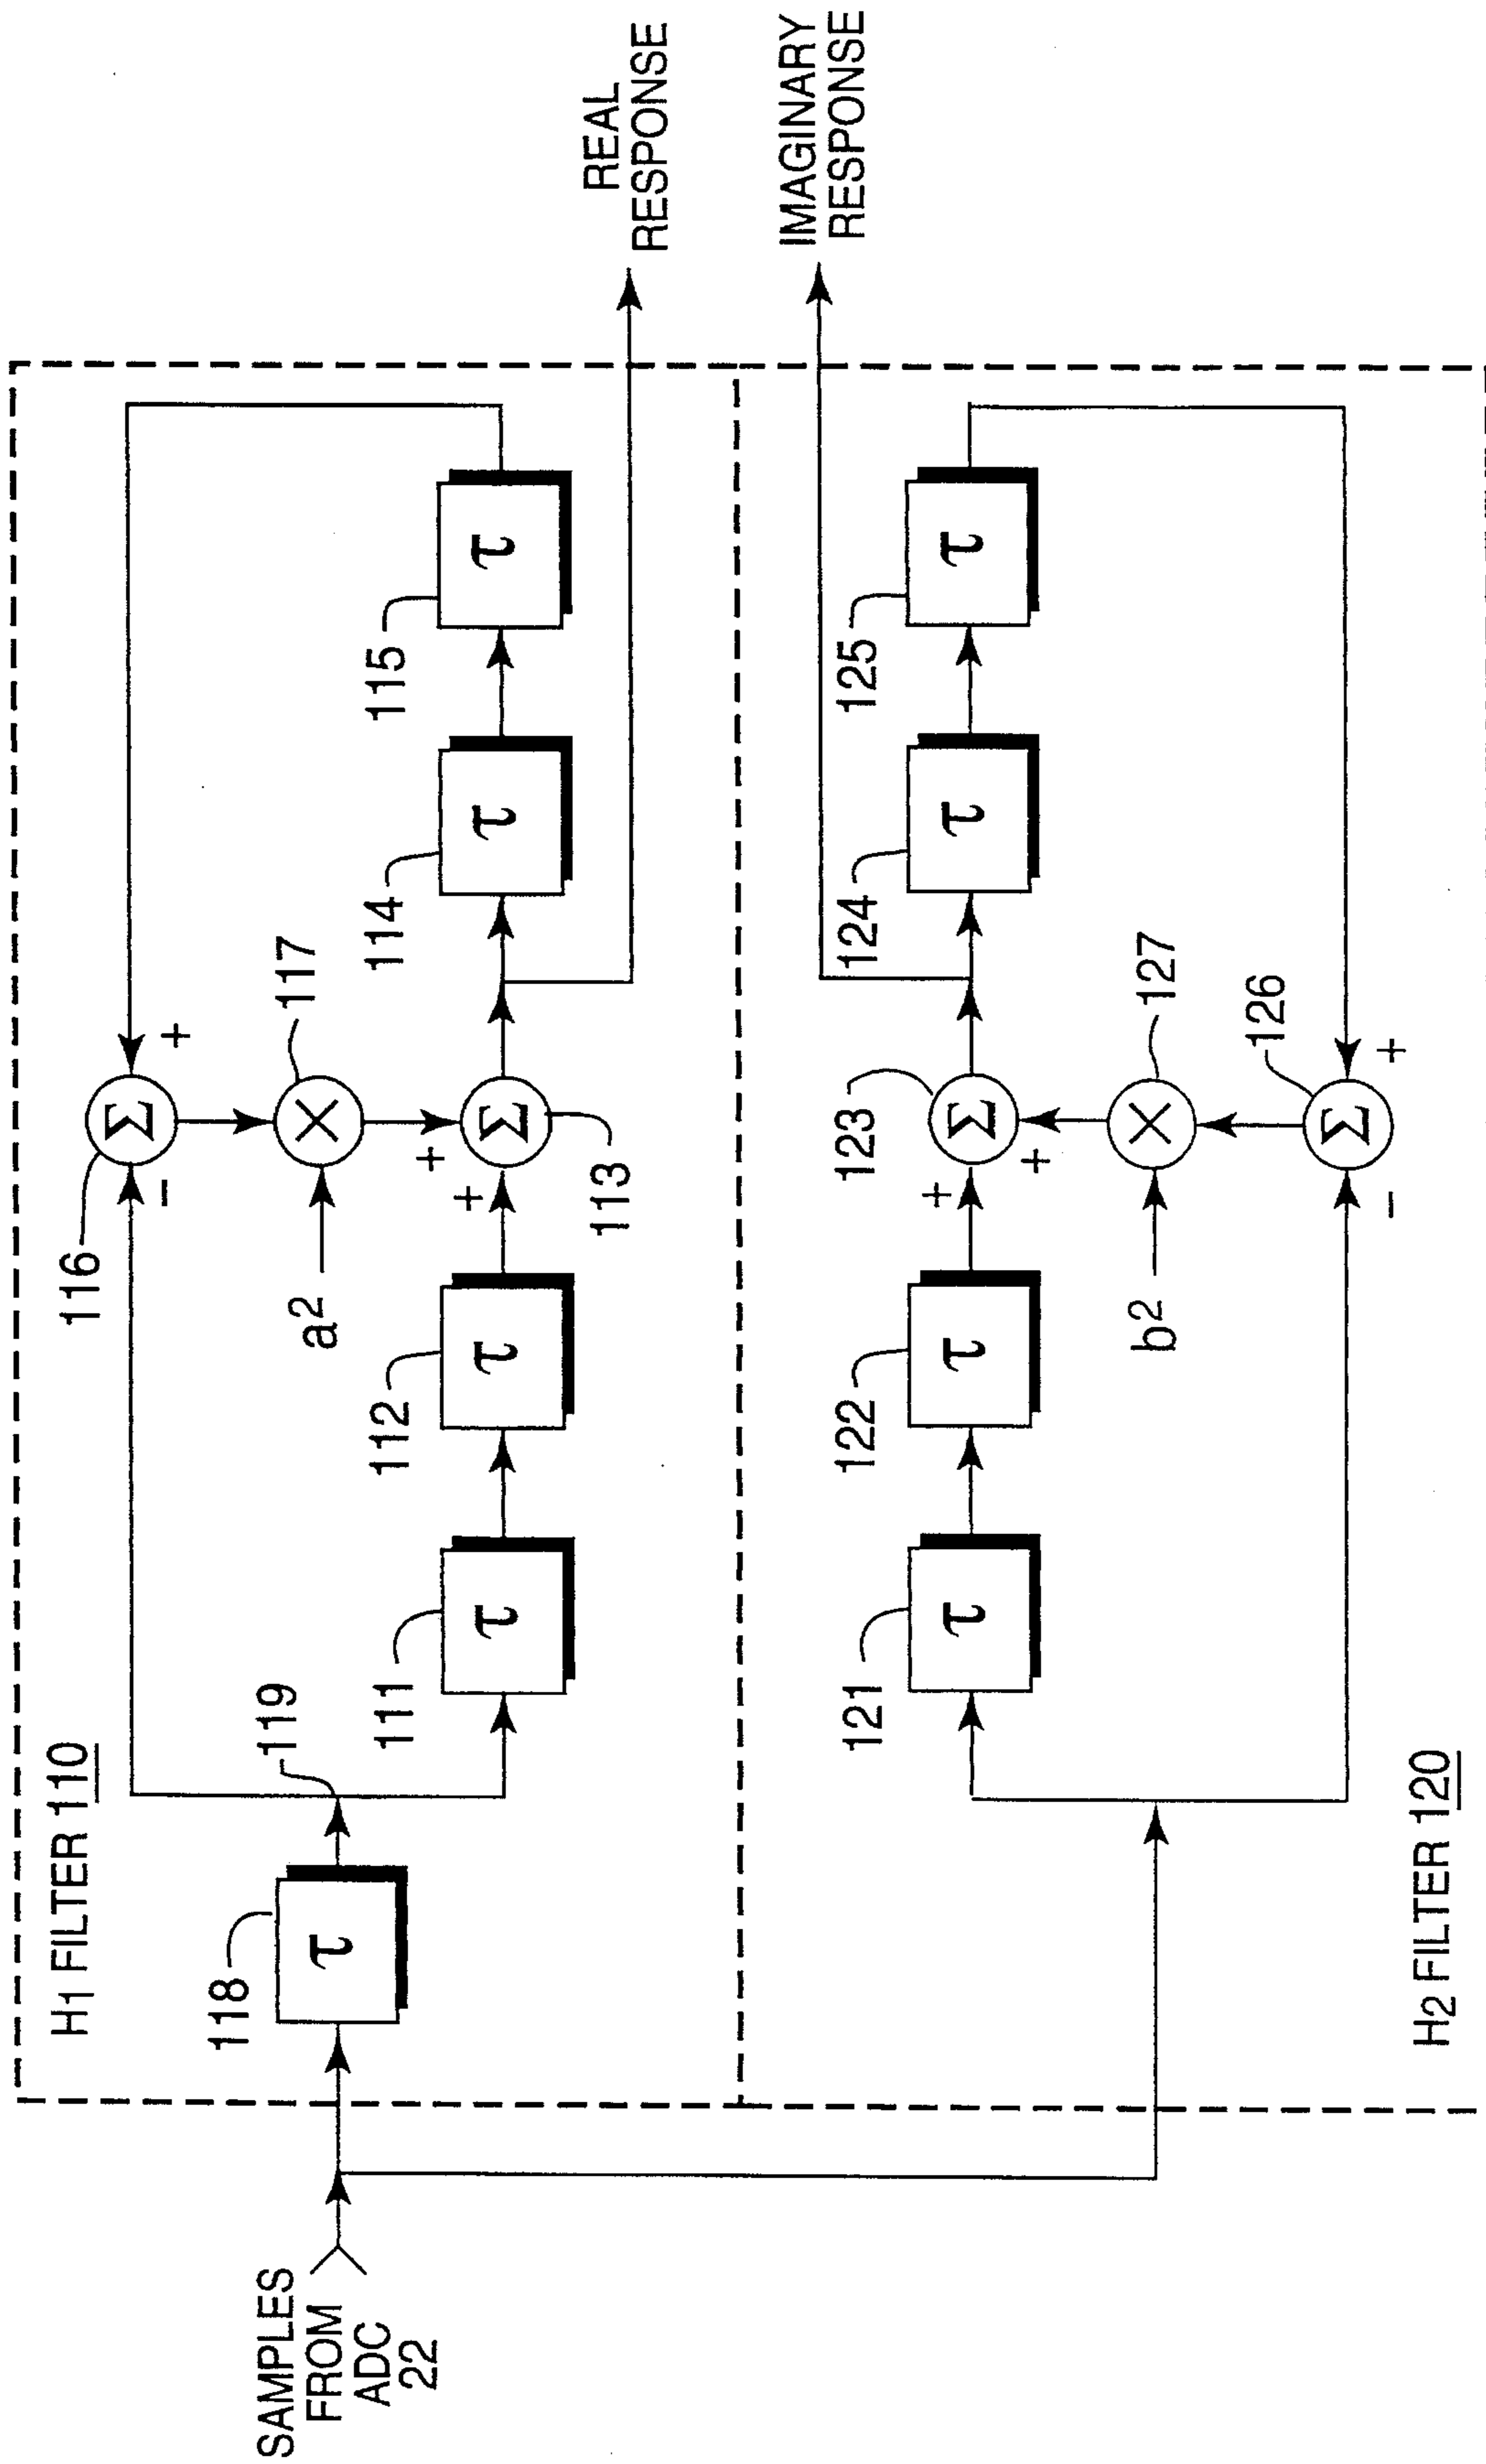 H1 FILTER 110
SAMPLES
FROM
ADC
22
118
τ
119
116
Σ
−
+
a²
×
117
111
τ
112
τ
+
+
Σ
113
114
τ
115
τ
REAL
RESPONSE
IMAGINARY
RESPONSE
121
τ
122
τ
+
+
123
Σ
124
τ
125
τ
b²
×
127
Σ
126
−
+
H2 FILTER 120